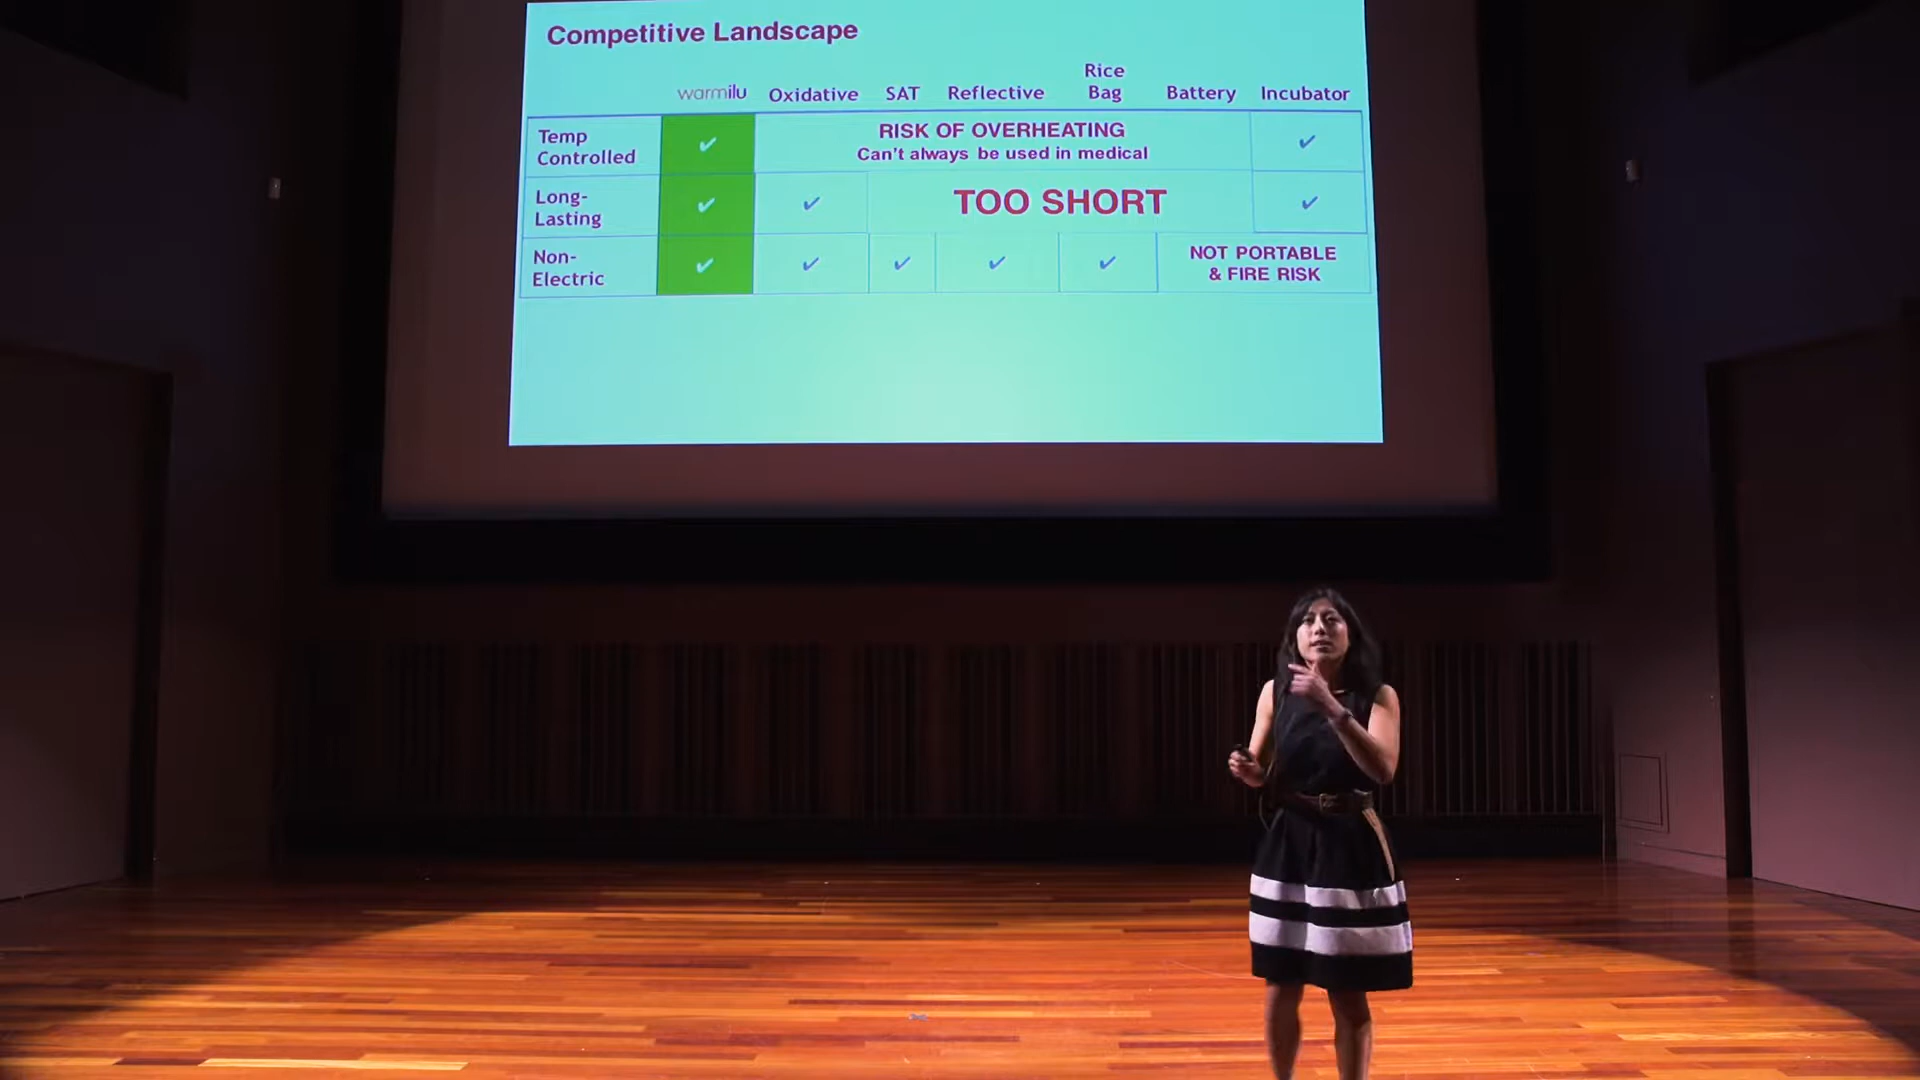 Competitive Landscape
warmilu Oxidative SAT Reflective Rice Bag Battery Incubator
Temp Controlled ✓ RISK OF OVERHEATING ✓
Can't always be used in medical
Long-Lasting ✓ ✓ TOO SHORT ✓
Non-Electric ✓ ✓ ✓ ✓ ✓ NOT PORTABLE
& FIRE RISK